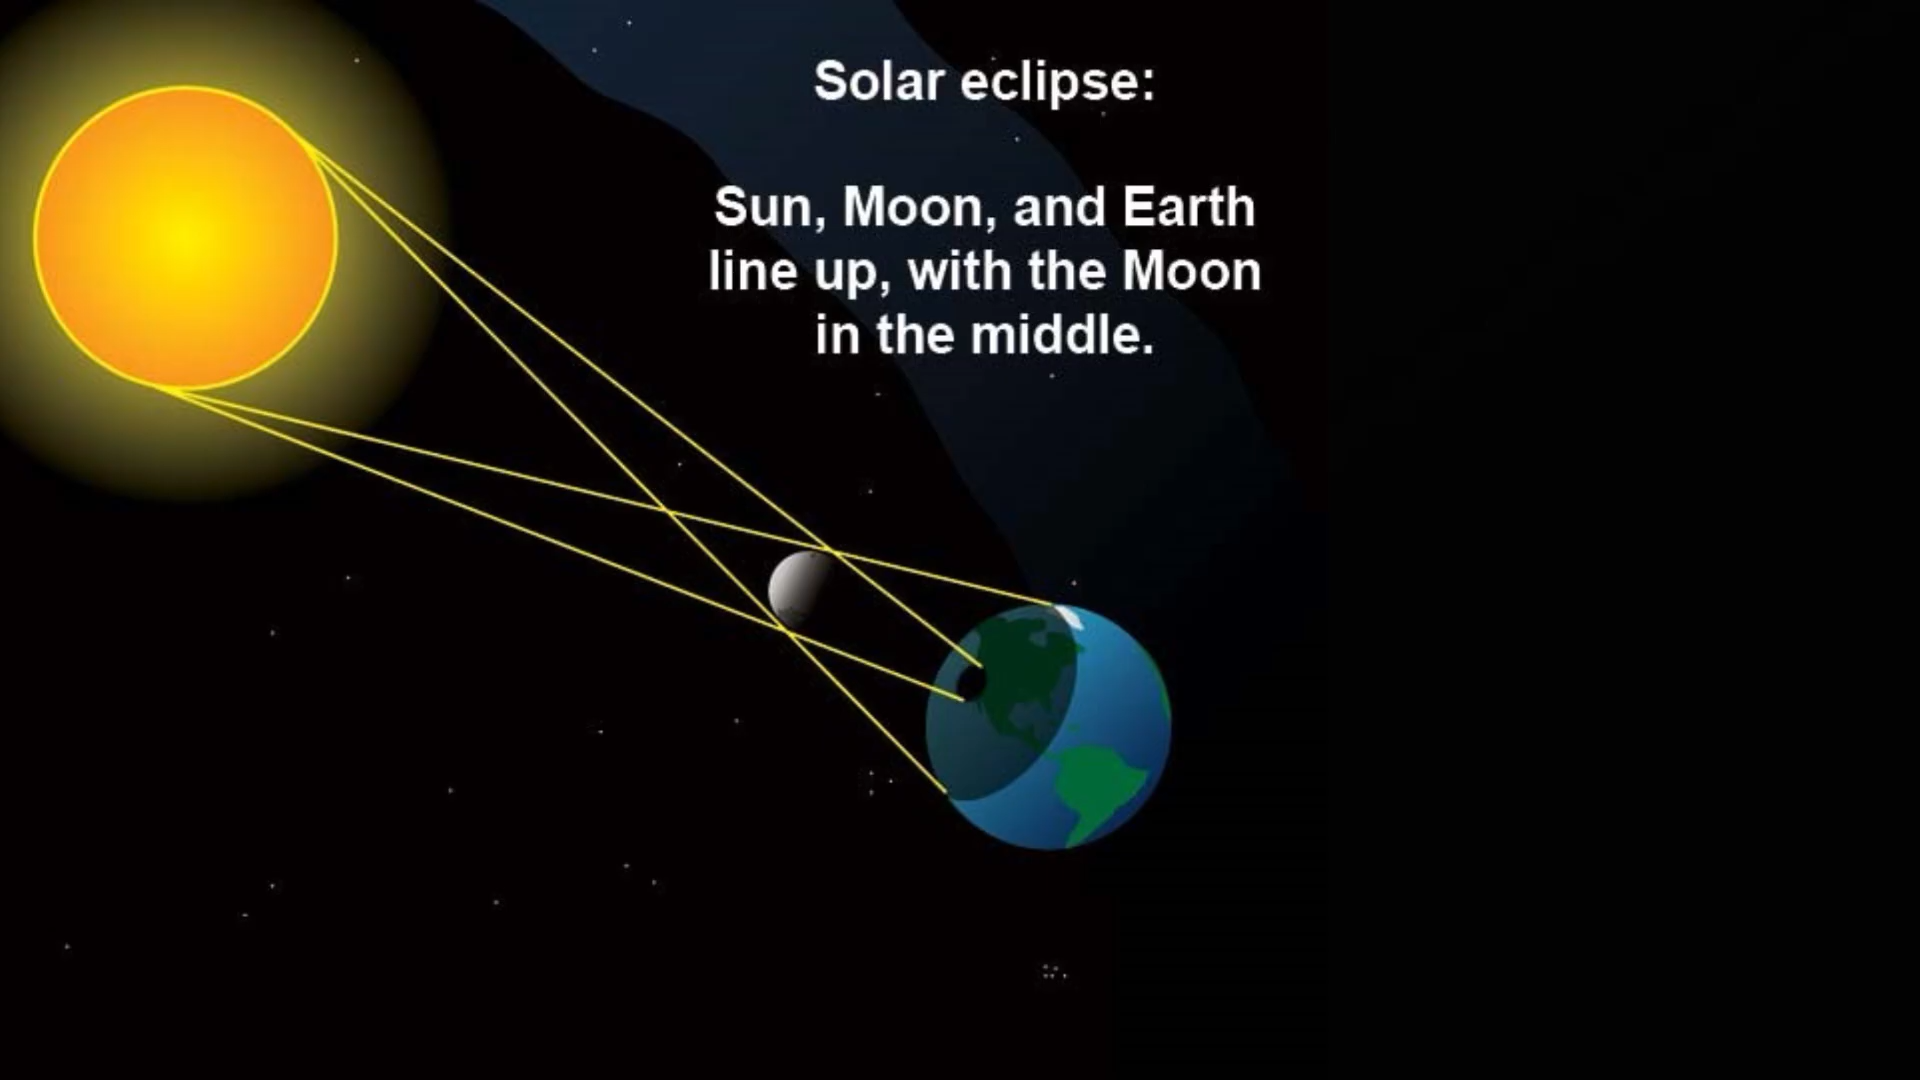 Solar eclipse:
Sun, Moon, and Earth
line up, with the Moon
in the middle.